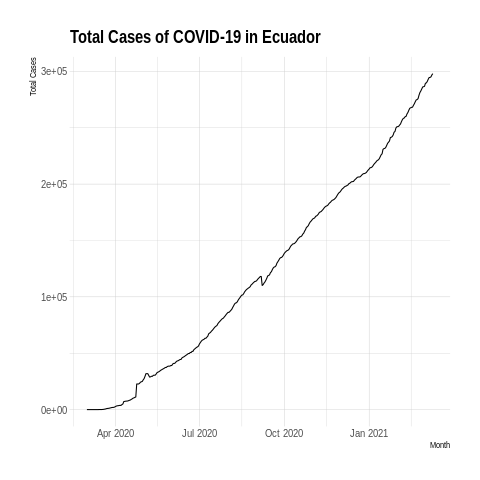 Total Cases of COVID-19 in Ecuador
Total Cases
3e+05
2e+05
1e+05
0e+00
Apr 2020 Jul 2020 Oct 2020 Jan 2021
Month